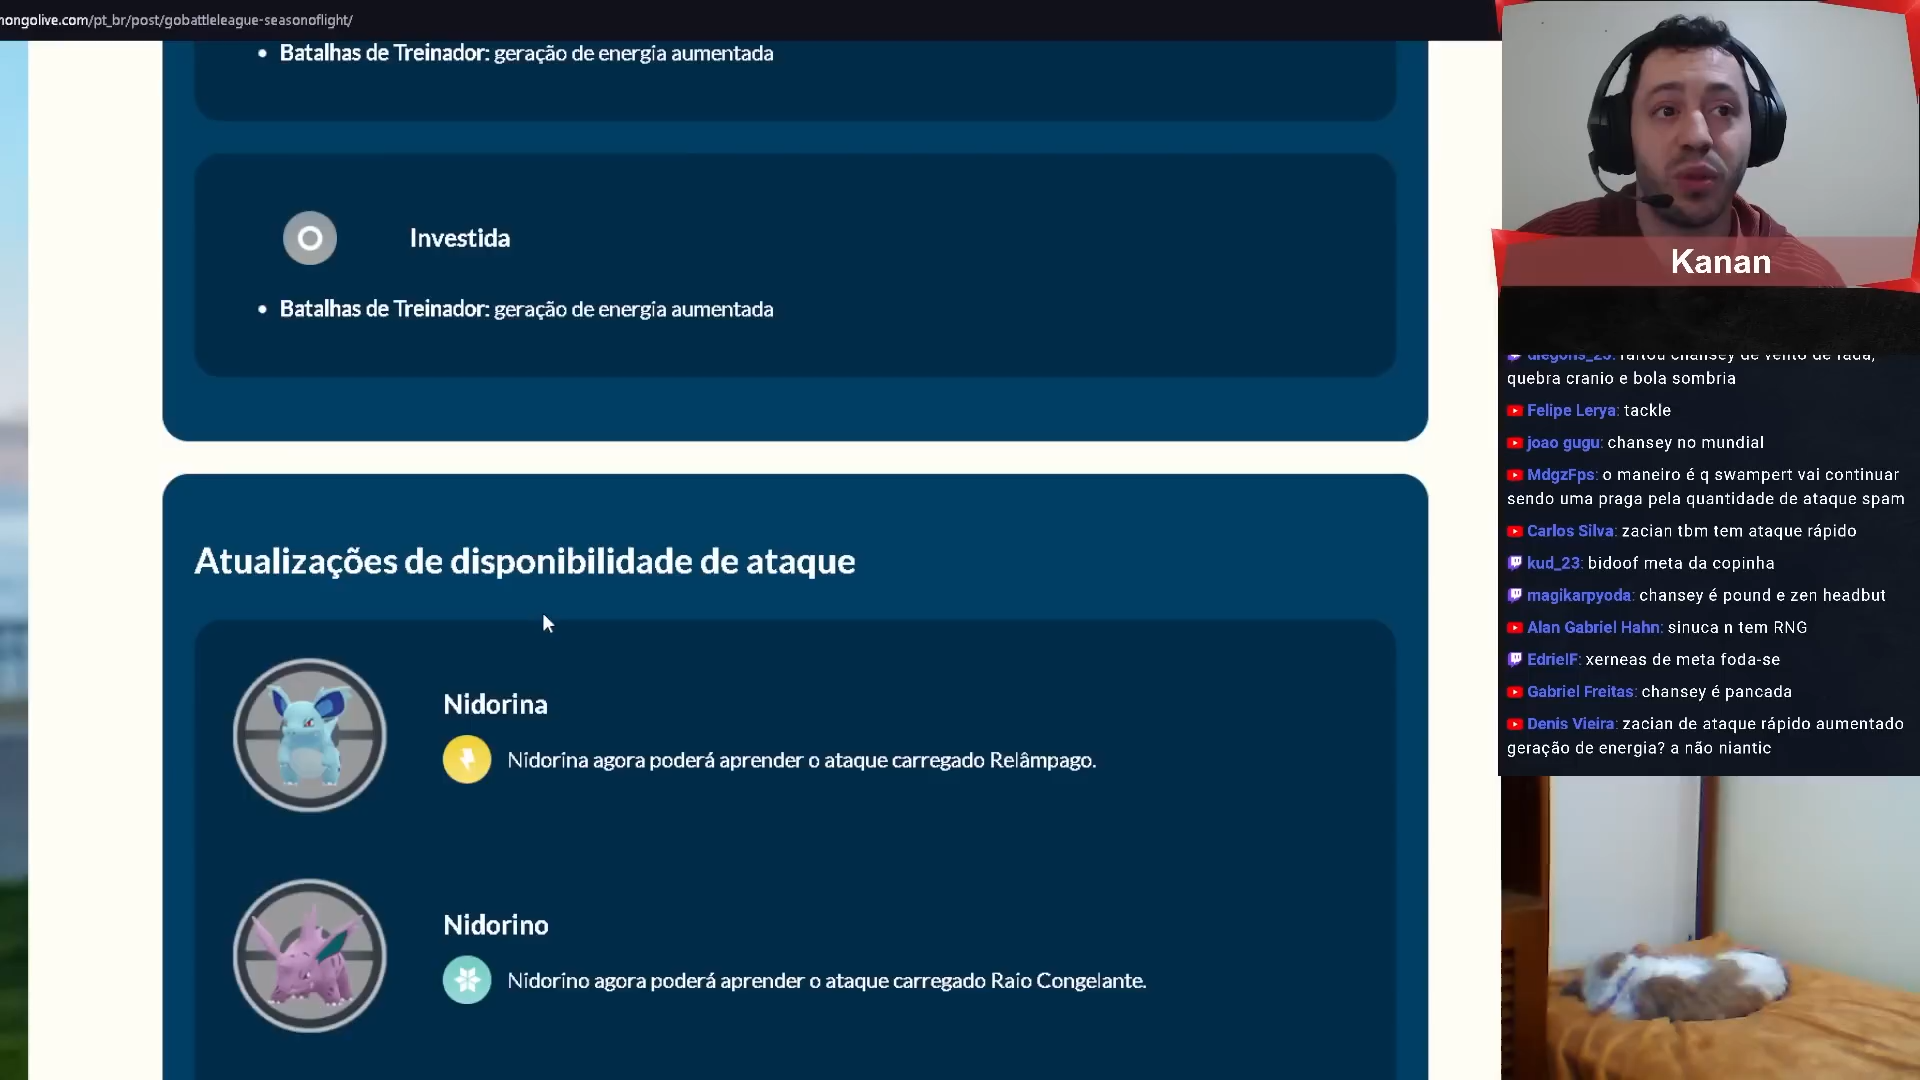 nongolive.com/pt_br/post/gobattleleague-seasonoflight/
• Batalhas de Treinador: geração de energia aumentada
Investida
• Batalhas de Treinador: geração de energia aumentada
Atualizações de disponibilidade de ataque
Nidorina
Nidorina agora poderá aprender o ataque carregado Relâmpago.
Nidorino
Nidorino agora poderá aprender o ataque carregado Raio Congelante.
Kanan
chansey de vento de fada,
quebra cranio e bola sombria
Felipe Lerya: tackle
joao gugu: chansey no mundial
MdgzFps: o maneiro é q swampert vai continuar
sendo uma praga pela quantidade de ataque spam
Carlos Silva: zacian tbm tem ataque rápido
kud_23: bidoof meta da copinha
magikarpyoda: chansey é pound e zen headbut
Alan Gabriel Hahn: sinuca n tem RNG
EdrielF: xerneas de meta foda-se
Gabriel Freitas: chansey é pancada
Denis Vieira: zacian de ataque rápido aumentado
geração de energia? a não niantic